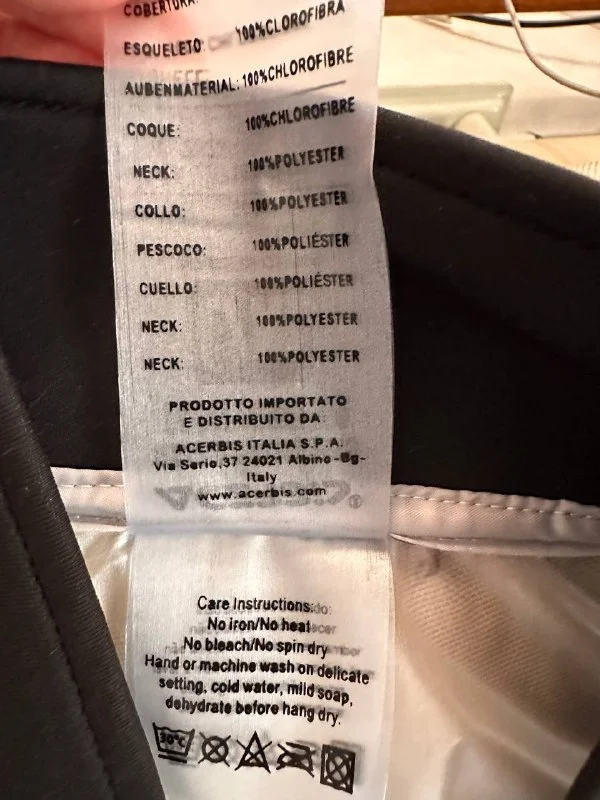 COBERTURA:
ESQUELETO: 100%CLOROFIBRA
AUBENMATERIAL: 100%CHLOROFIBRE
COQUE: 100%CHLOROFIBRE
NECK: 100%POLYESTER
COLLO: 100%POLYESTER
PESCOCO: 100%POLIÉSTER
CUELLO: 100%POLIÉSTER
NECK: 100%POLYESTER
NECK: 100%POLYESTER
PRODOTTO IMPORTATO
E DISTRIBUITO DA:
ACERBIS ITALIA S.P.A.
Via Serio,37 24021 Albino -Bg-
Italy
www.acerbis.com
Care Instructions:
No iron/No heat
No bleach/No spin dry
Hand or machine wash on delicate
setting, cold water, mild soap,
dehydrate before hang dry.
30°C